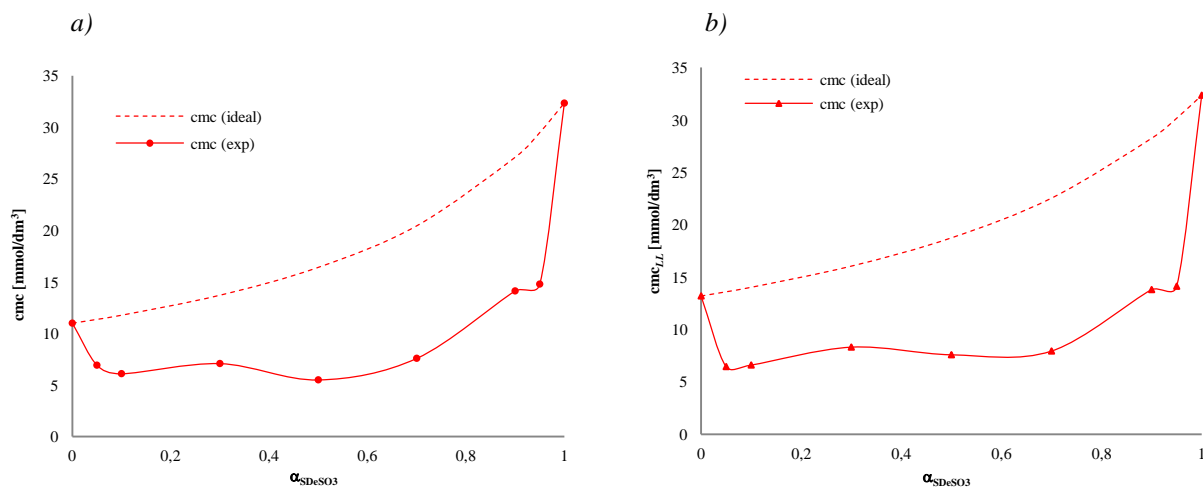 a)
35
30
25
20
15
10
5
0
cmc [mmol/dm³]
cmc (ideal)
cmc (exp)
0 0,2 0,4 0,6 0,8 1
αSDeSO3
b)
35
30
25
20
15
10
5
0
cmcLL [mmol/dm³]
cmc (ideal)
cmc (exp)
0 0,2 0,4 0,6 0,8 1
αSDeSO3